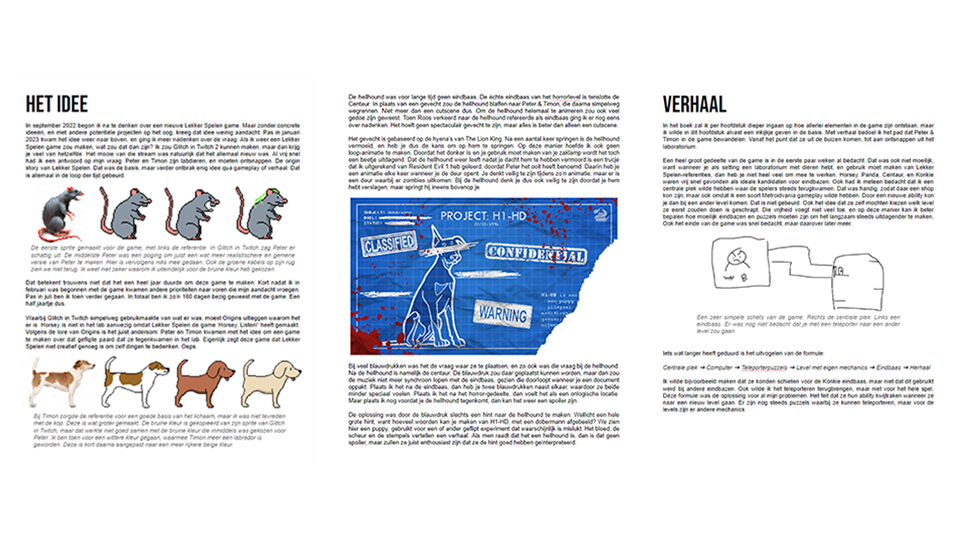 HET IDEE
In september 2022 begon ik na te denken over een nieuwe Lekker Spelen game. Maar zonder concrete
ideeën, en met andere potentiële projecten op het oog, kreeg dat idee weinig aandacht. Pas in januari
2023 kwam het idee weer naar boven, en ging ik meer nadenken over de vraag: Als ik weer een Lekker
Spelen game zou maken, wat zou dat dan zijn? Ik zou Glitch in Twitch 2 kunnen maken, maar dan krijg
je veel van hetzelfde. Het mooie van die stream was natuurlijk dat het allemaal nieuw was. Al vrij snel
had ik een antwoord op mijn vraag: Peter en Timon zijn labdieren, en moeten ontsnappen. De origin
story van Lekker Spelen. Dat was de basis, maar verder ontbrak enig idee qua gameplay of verhaal. Dat
is allemaal in de loop der tijd gebeurd.
De eerste sprite gemaakt voor de game, met links de referentie. In Glitch in Twitch zag Peter er
schattig uit. De middelste Peter was een poging om juist een wat meer realistischere en gemene
versie van Peter te maken. Hier is vervolgens niks mee gedaan. Ook de groene kabels op zijn rug
zien we niet terug. Ik weet niet zeker waarom ik uiteindelijk voor de bruine kleur heb gekozen.
Dat betekent trouwens niet dat het een heel jaar duurde om deze game te maken. Kort nadat ik in
februari was begonnen met de game kwamen andere prioriteiten naar voren die mijn aandacht vroegen.
Pas in juli ben ik toen verder gegaan. In totaal ben ik zo'n 160 dagen bezig geweest met de game. Een
half jaartje dus.
Waarbij Glitch in Twitch simpelweg gebruikmaakte van wat er was, moest Origins uitleggen waarom het
er is. Horsey is niet in het lab aanwezig omdat Lekker Spelen de game 'Horsey, Listen!' heeft gemaakt.
Volgens de lore van Origins is het juist andersom: Peter en Timon kwamen met het idee om een game
te maken over dat geflipte paard dat ze tegenkwamen in het lab. Eigenlijk zegt deze game dat Lekker
Spelen niet creatief genoeg is om zelf dingen te bedenken. Oeps.
Bij Timon zorgde de referentie voor een goede basis van het lichaam, maar ik was niet tevreden
met de kop. Deze is wat groter gemaakt. De bruine kleur is gekopieerd van zijn sprite van Glitch
in Twitch, maar dat werkte niet goed samen met de bruine kleur die inmiddels was gekozen voor
Peter. Ik ben toen voor een wittere kleur gegaan, waarmee Timon meer een labrador is
geworden. Deze is kort daarna aangepast naar een meer rijkere beige kleur.
De hellhound was voor lange tijd geen eindbaas. De échte eindbaas van het horrorlevel is tenslotte de
Centaur. In plaats van een gevecht zou de hellhound blaffen naar Peter & Timon, die daarna simpelweg
wegrennen. Niet meer dan een cutscene dus. Om de hellhound helemaal te animeren zou ook veel
gedoe zijn geweest. Toen Roos verkeerd naar de hellhound refereerde als eindbaas ging ik er nog eens
over nadenken. Het hoeft geen spectaculair gevecht te zijn, maar alles is beter dan alleen een cutscene.
Het gevecht is gebaseerd op de hyena's van The Lion King. Na een aantal keer springen is de hellhound
vermoeid, en heb je dus de kans om op hem te springen. Op deze manier hoefde ik ook geen
loop-animatie te maken. Doordat het donker is en je gebruik moet maken van je zaklamp wordt het toch
een beetje uitdagend. Dat de hellhound weer leeft nadat je dacht hem te hebben vermoord is een trucje
dat ik uitgerekend van Resident Evil 1 heb geleerd, doordat Peter het ooit heeft benoemd: Daarin heb je
een animatie elke keer wanneer je de deur opent. Je denkt veilig te zijn tijdens zo'n animatie, maar er is
een deur waarbij er zombies uitkomen. Bij de hellhound denk je dus ook veilig te zijn doordat je hem
hebt verslagen, maar springt hij ineens bovenop je.
PROJECT: H1-HD
CLASSIFIED
CONFIDENTIAL
WARNING
Bij veel blauwdrukken was het de vraag waar ze te plaatsen, en zo ook was die vraag bij de hellhound.
Na de hellhound is namelijk de centaur. De blauwdruk zou daar geplaatst kunnen worden, maar dan zou
de muziek niet meer synchroon lopen met de eindbaas, gezien die doorloopt wanneer je een document
oppakt. Plaats ik het na de eindbaas, dan heb je twee blauwdrukken naast elkaar, waardoor ze beide
minder speciaal voelen. Plaats ik het na het horror-gedeelte, dan voelt het als een onlogische locatie.
Maar plaats ik nog voordat je de hellhound tegenkomt, dan kan het weer een spoiler zijn.
De oplossing was door de blauwdruk slechts een hint naar de hellhound te maken. Wellicht een hele
grote hint, want hoeveel woorden kan je maken van H1-HD, met een dobermann afgebeeld? We zien
hier een puppy, gebruikt voor een of ander geflipt experiment dat waarschijnlijk is mislukt. Het bloed, de
scheur en de stempels vertellen een verhaal. Als men raadt dat het een hellhound is, dan is dat geen
spoiler, maar zullen ze juist enthousiast zijn dat ze de hint goed hebben geïnterpreteerd.
VERHAAL
In het boek zal ik per hoofdstuk dieper ingaan op hoe allerlei elementen in de game zijn ontstaan, maar
ik wilde in dit hoofdstuk alvast een globaal beeld geven. Met verhaal bedoel ik het pad dat Peter &
Timon in de game bewandelen. Vanaf het punt dat ze uit de buizen komen, tot aan ontsnappen uit het
laboratorium.
Een heel groot gedeelte van de game is in de eerste paar weken al bedacht. Dat was ook niet moeilijk,
want wanneer je als setting een laboratorium met dieren hebt, en gebruik moet maken van Lekker
Spelen-referenties, dan heb je niet heel veel om mee te werken. Horsey, Panda, Centaur, en Konkie
waren vrij snel gevonden als ideale kandidaten voor eindbazen. Ook had ik meteen bedacht dat ik een
centrale plek wilde hebben waar de spelers steeds terugkwamen. Dat was handig, zodat daar een shop
kon zijn, maar ook omdat ik een soort Metroidvania gameplay wilde hebben. Door een nieuwe ability kon
je dan bij een ander level komen. Dat is niet gebeurd. Ook het idee dat ze zelf mochten kiezen welk level
ze eerst zouden doen is geschrapt. Die vrijheid voegt niet veel toe, en op deze manier kan ik beter
bepalen hoe moeilijk eindbazen en puzzels moeten zijn om het langzaam steeds uitdagender te maken.
Ook het einde van de game was snel bedacht, maar daarover later meer.
Een zeer simpele schets van de game. Rechts de centrale plek. Links een
eindbaas. Er was nog niet bedacht dat je met een teleporter naar een ander
level zou gaan
Iets wat langer heeft geduurd is het uitvogelen van de formule:
Centrale plek ➔ Teleporterpuzzels ➔ Level met eigen mechanics ➔ Eindbaas ➔ Herhaal
Ik wilde bijvoorbeeld maken dat ze konden schieten voor de Konkie eindbaas, maar niet dat dit gebruikt
werd bij andere eindbazen. Ook wilde ik het teleporteren terugbrengen, maar niet voor het hele spel.
Deze formule was de oplossing voor al mijn problemen. Het feit dat ze hun ability kwijtraken wanneer ze
naar een nieuw level gaan. Er zijn nog steeds puzzels waarbij ze kunnen teleporteren, maar voor de
levels zijn er andere mechanics.